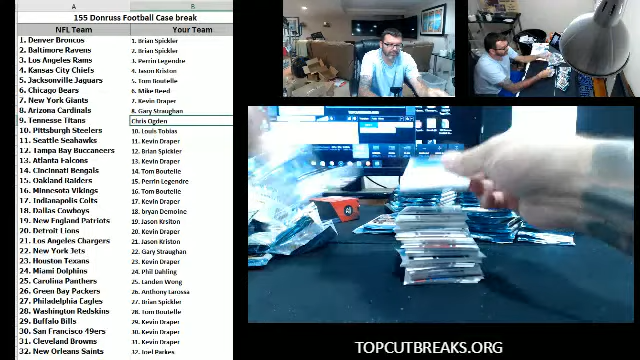 A B
155 Donruss Football Case break
NFL Team Your Team
1. Denver Broncos 1. Brian Spickler
2. Baltimore Ravens 2. Brian Spickler
3. Los Angeles Rams 3. Perrin Legendre
4. Kansas City Chiefs 4. Jason Kriston
5. Jacksonville Jaguars 5. Tom Boutelle
6. Chicago Bears 6. Mike Reed
7. New York Giants 7. Kevin Draper
8. Arizona Cardinals 8. Gary Straughan
9. Tennesse Titans Chris Ogden
10. Pittsburgh Steelers 10. Louis Tobias
11. Seattle Seahawks 11. Kevin Draper
12. Tampa Bay Buccaneers 12. Brian Spickler
13. Atlanta Falcons 13. Kevin Draper
14. Cincinnati Bengals 14. Tom Boutelle
15. Oakland Raiders 15. Perrin Legendre
16. Minnesota Vikings 16. Tom Boutelle
17. Indianapolis Colts 17. Kevin Draper
18. Dallas Cowboys 18. bryan Demoine
19. New England Patriots 19. Jason Krsiton
20. Detroit Lions 20. Kevin Draper
21. Los Angeles Chargers 21. Jason Kriston
22. New York Jets 22. Gary Straughan
23. Houston Texans 23. Kevin Draper
24. Miami Dolphins 24. Phil Dahling
25. Carolina Panthers 25. Landen Wong
26. Green Bay Packers 26. Anthony Larossa
27. Philadelphia Eagles 27. Brian Spickler
28. Washington Redskins 28. Tom Boutelle
29. Buffalo Bills 29. Kevin Draper
30. San Francisco 49ers 30. Kevin Draper
31. Cleveland Browns 31. Kevin Draper
32. New Orleans Saints 32. Joel Parkes
TOPCUTBREAKS.ORG